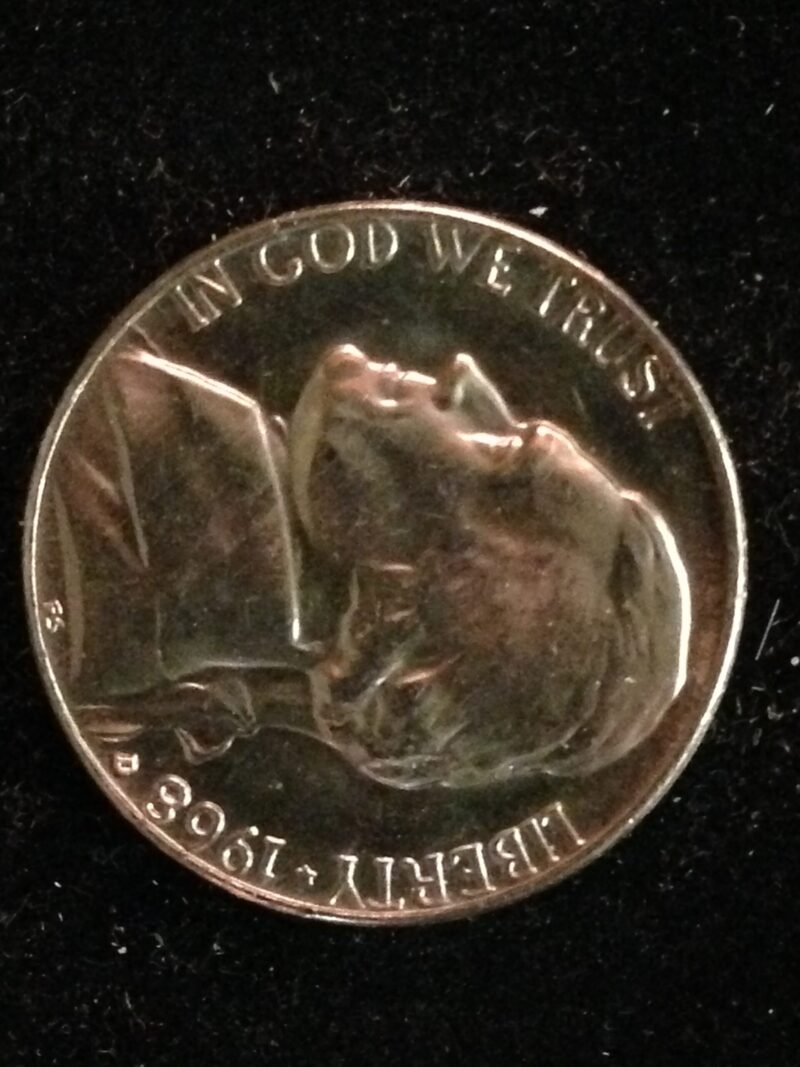 IN GOD WE TRUST
LIBERTY ★ 1968
D
FS